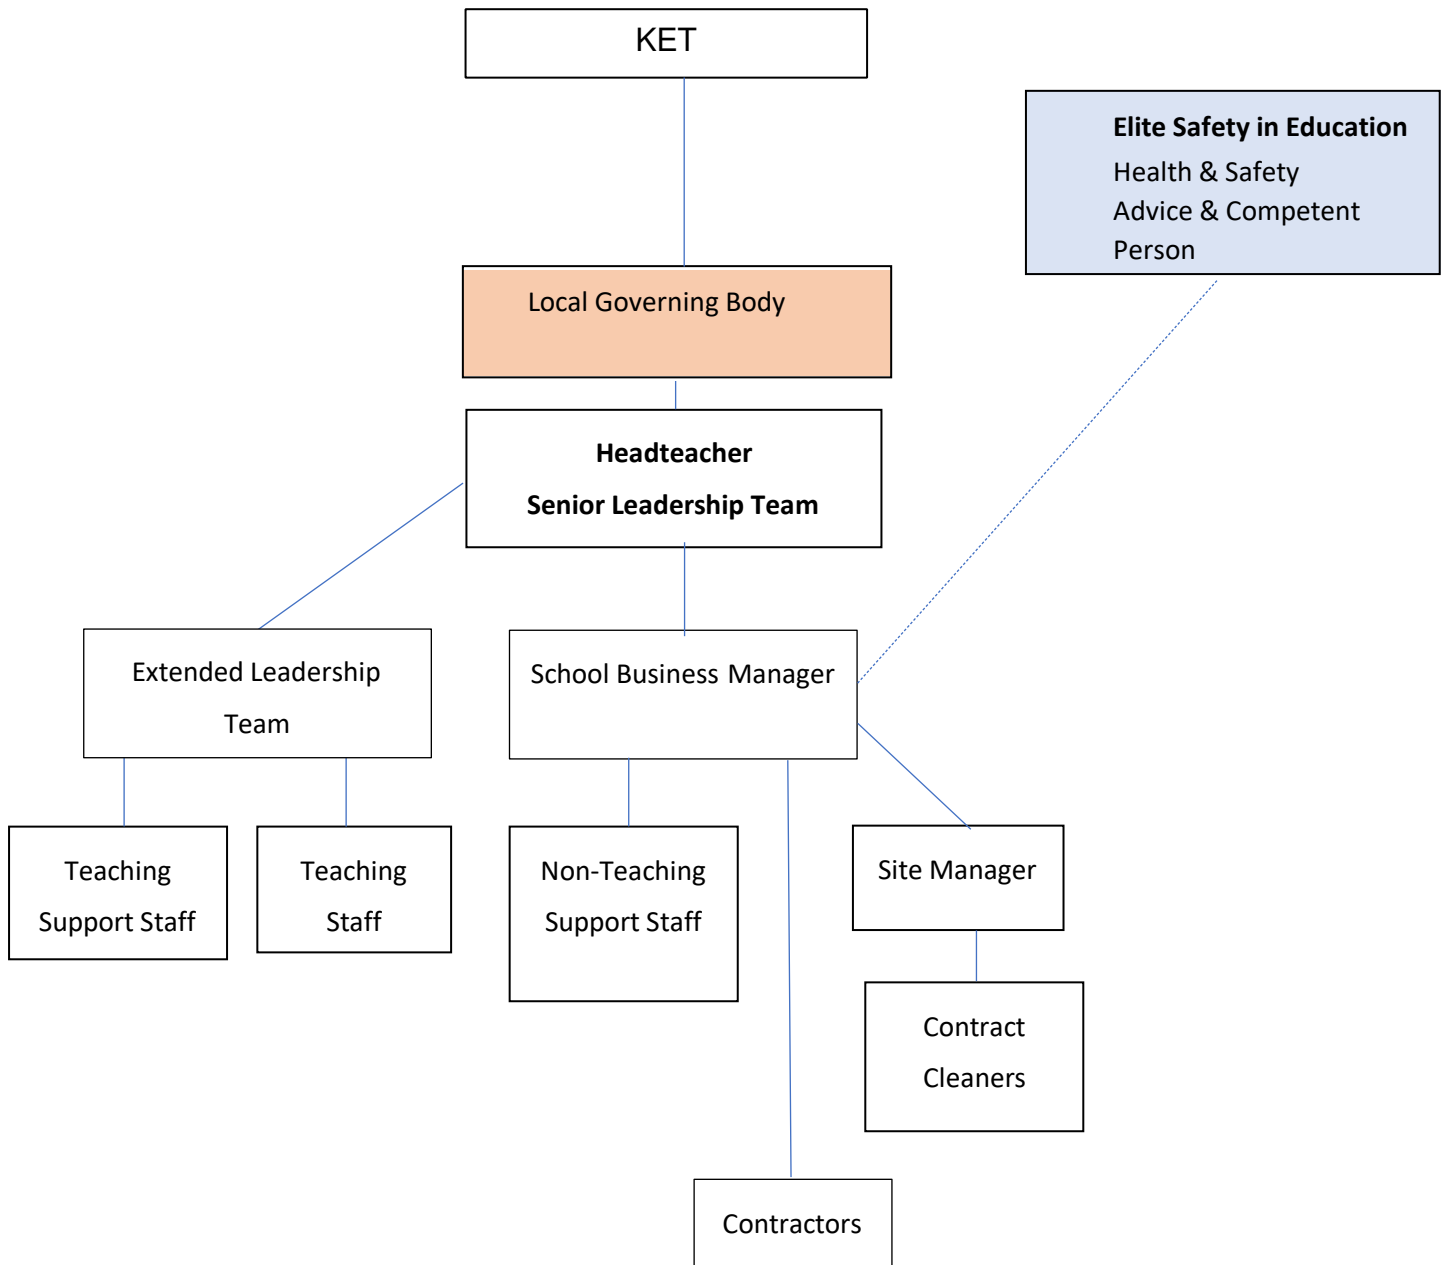 KET
Elite Safety in Education
Health & Safety
Advice & Competent
Person
Local Governing Body
Headteacher
Senior Leadership Team
Extended Leadership
Team
School Business Manager
Teaching
Support Staff
Teaching
Staff
Non-Teaching
Support Staff
Site Manager
Contract
Cleaners
Contractors